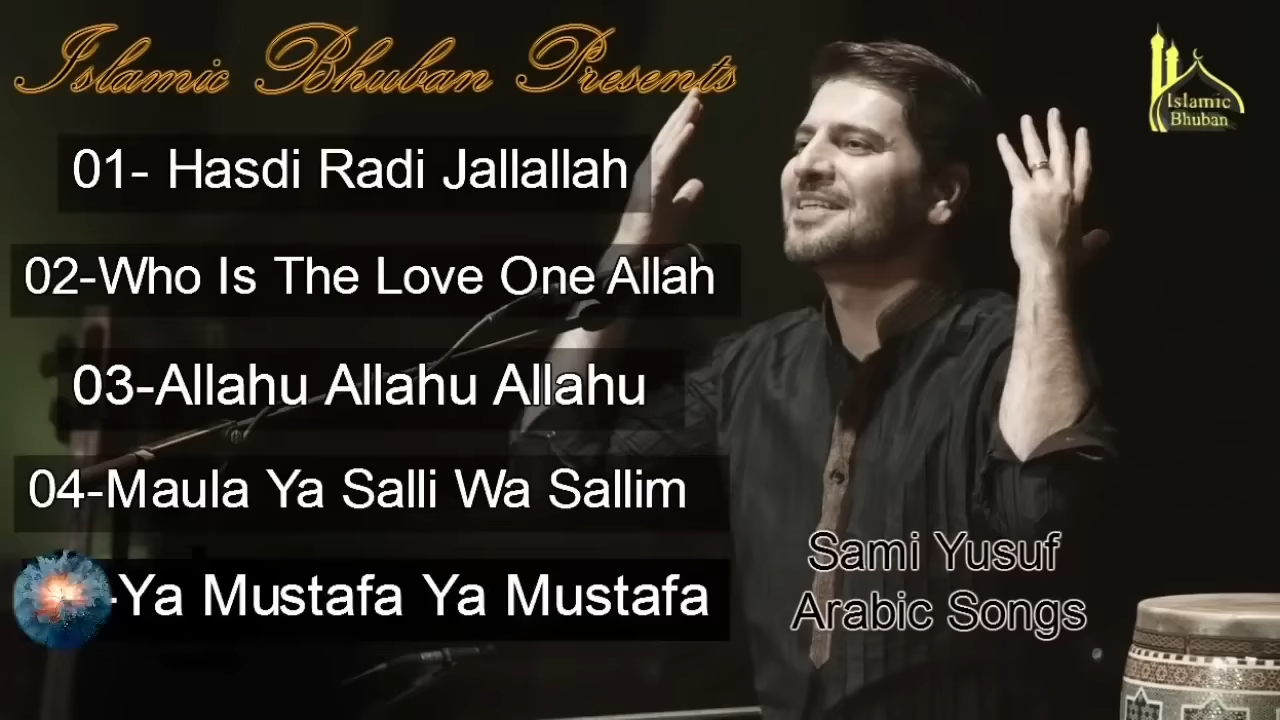 Islamic Bhuban Presents
Islamic
Bhuban
01- Hasdi Radi Jallallah
02-Who Is The Love One Allah
03-Allahu Allahu Allahu
04-Maula Ya Salli Wa Sallim
-Ya Mustafa Ya Mustafa
Sami Yusuf
Arabic Songs